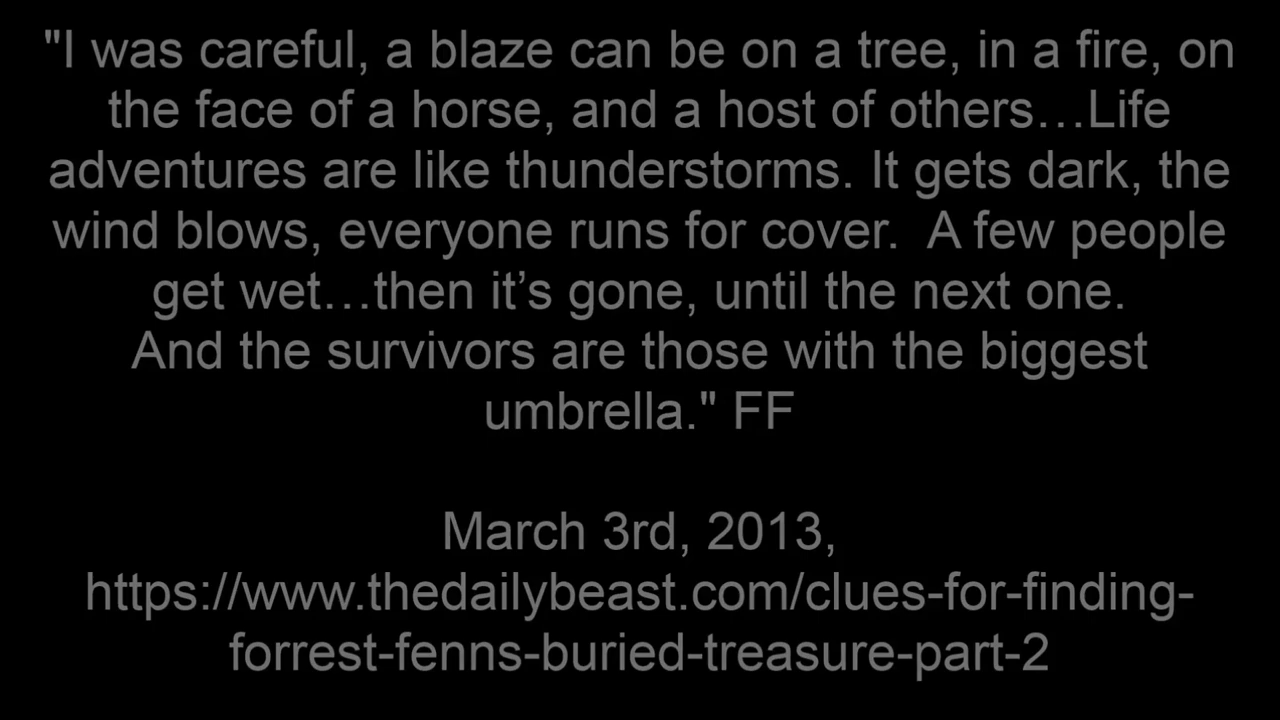 "I was careful, a blaze can be on a tree, in a fire, on
the face of a horse, and a host of others…Life
adventures are like thunderstorms. It gets dark, the
wind blows, everyone runs for cover.  A few people
get wet…then it’s gone, until the next one.
And the survivors are those with the biggest
umbrella." FF
March 3rd, 2013,
https://www.thedailybeast.com/clues-for-finding-
forrest-fenns-buried-treasure-part-2